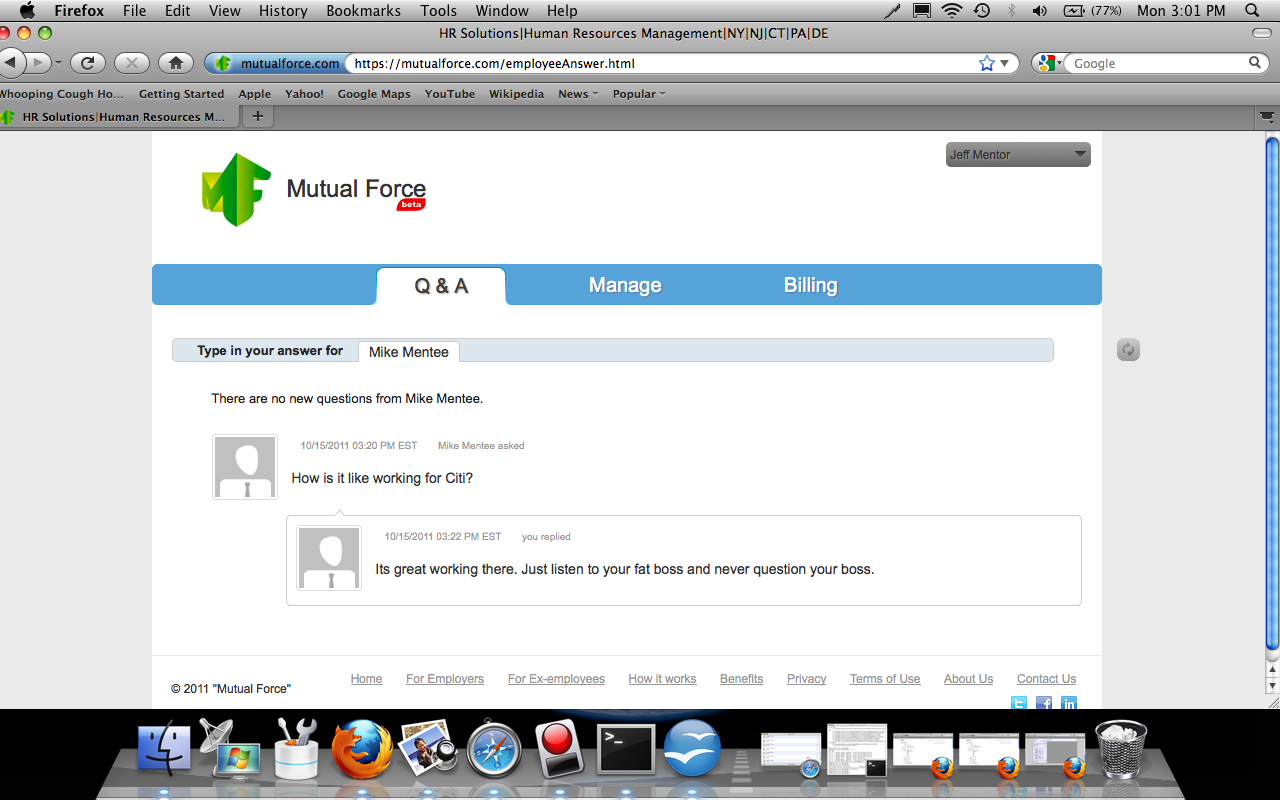 Firefox File Edit View History Bookmarks Tools Window Help (77%) Mon 3:01 PM
HR Solutions|Human Resources Management|NY|NJ|CT|PA|DE
mutualforce.com https://mutualforce.com/employeeAnswer.html Google
Whooping Cough Ho... Getting Started Apple Yahoo! Google Maps YouTube Wikipedia News Popular
HR Solutions|Human Resources M... +
Jeff Mentor
MF Mutual Force
beta
Q & A Manage Billing
Type in your answer for Mike Mentee
There are no new questions from Mike Mentee.
10/15/2011 03:20 PM EST Mike Mentee asked
How is it like working for Citi?
10/15/2011 03:22 PM EST you replied
Its great working there. Just listen to your fat boss and never question your boss.
Home For Employers For Ex-employees How it works Benefits Privacy Terms of Use About Us Contact Us
© 2011 "Mutual Force"
t f in
>_